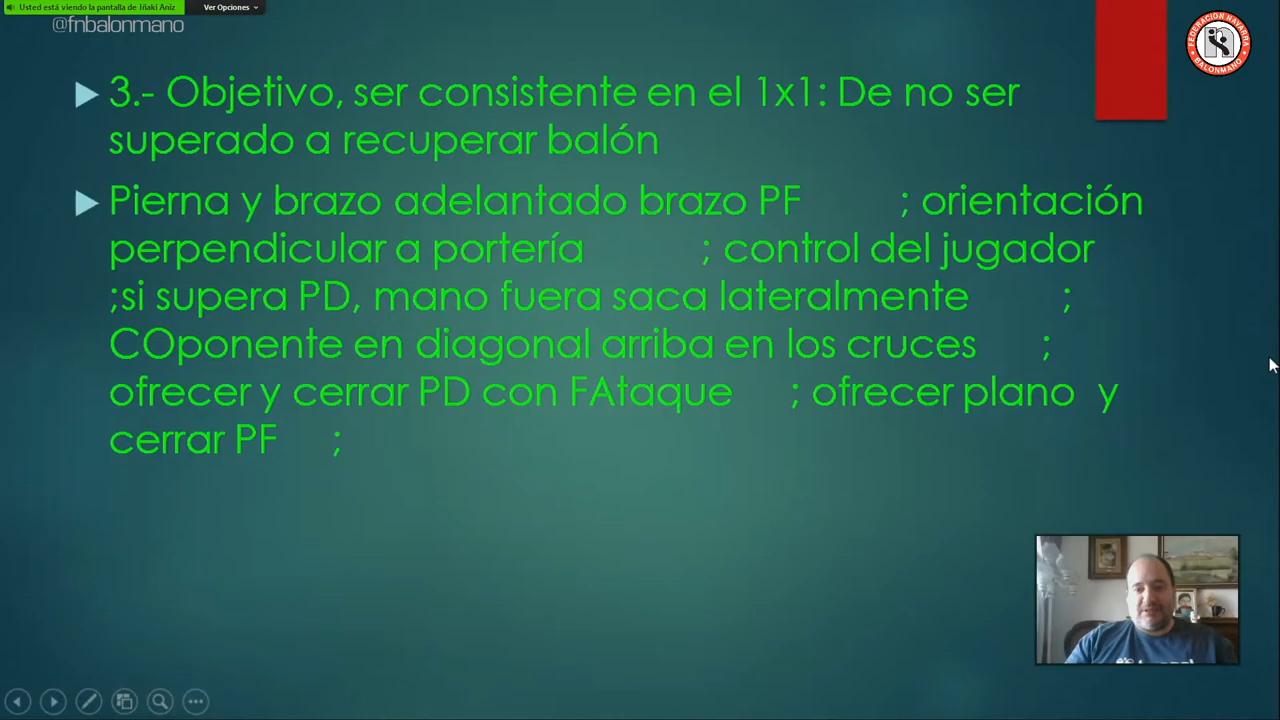 Usted está viendo la pantalla de Iñaki Aniz
Ver Opciones
@fnbalonmano
FEDERACION NAVARRA
BALONMANO
3.- Objetivo, ser consistente en el 1x1: De no ser
superado a recuperar balón
Pierna y brazo adelantado brazo PF ; orientación
perpendicular a portería ; control del jugador
;si supera PD, mano fuera saca lateralmente ;
COponente en diagonal arriba en los cruces ;
ofrecer y cerrar PD con FAtaque ; ofrecer plano y
cerrar PF ;